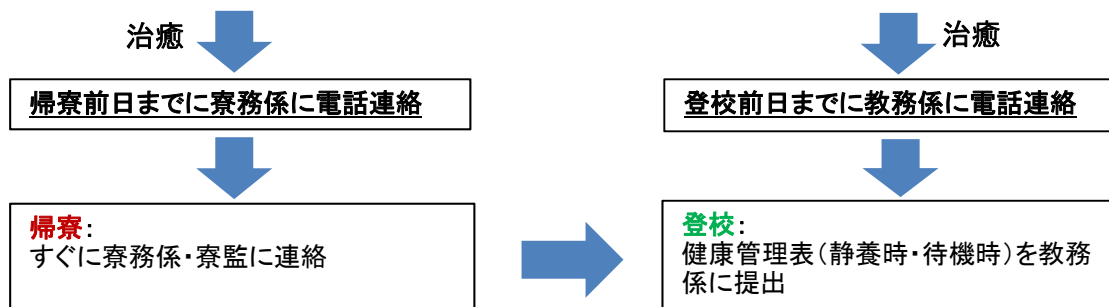 治癒
帰寮前日までに寮務係に電話連絡
帰寮:
すぐに寮務係・寮監に連絡
治癒
登校前日までに教務係に電話連絡
登校:
健康管理表(静養時・待機時)を教務
係に提出